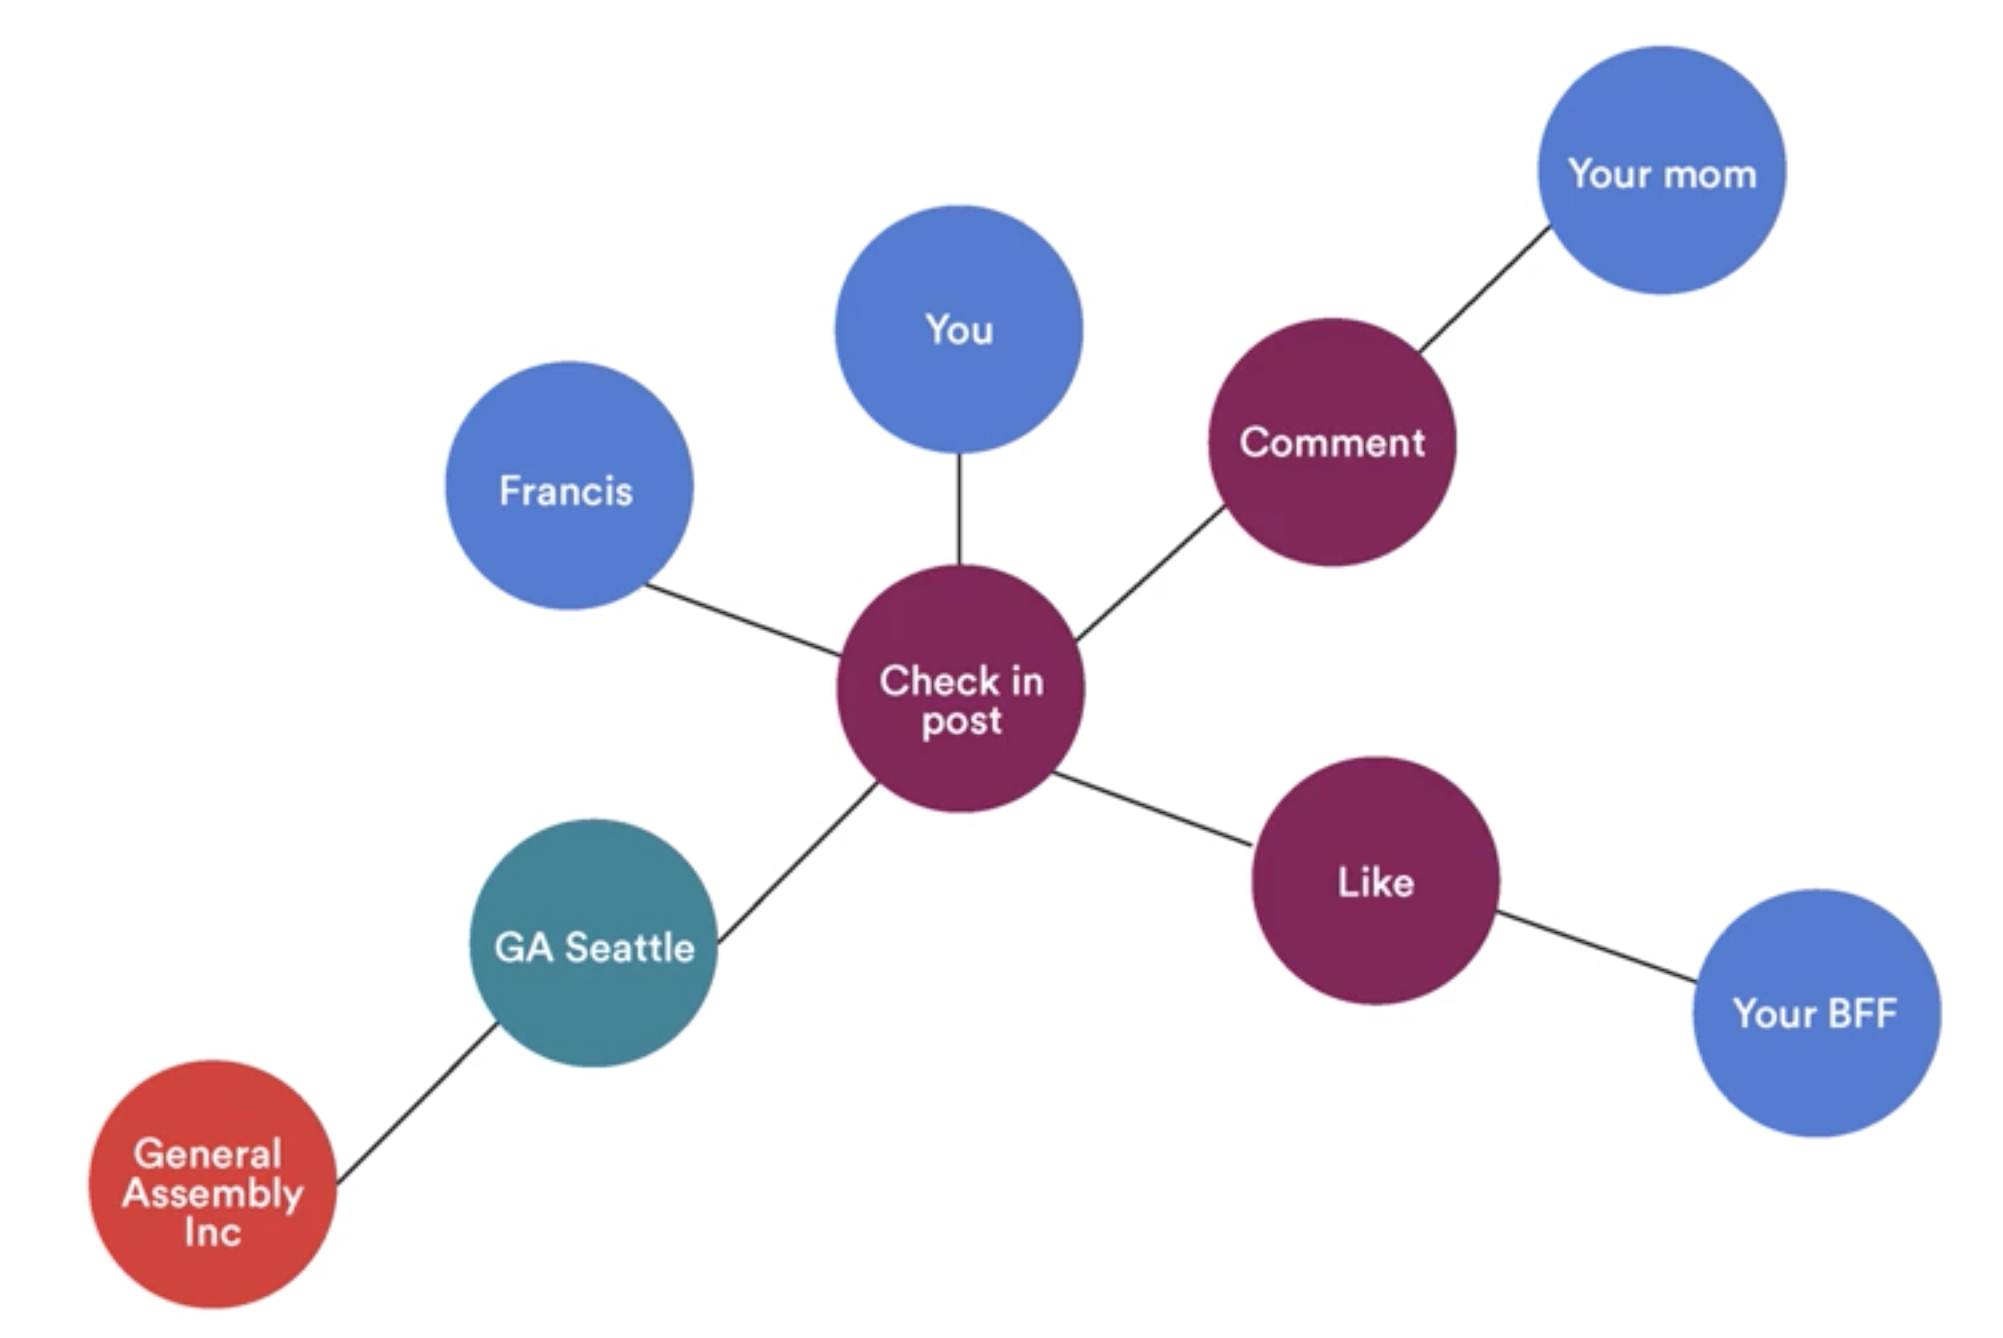 Your mom
You
Comment
Francis
Check in
post
Like
GA Seattle
Your BFF
General
Assembly
Inc